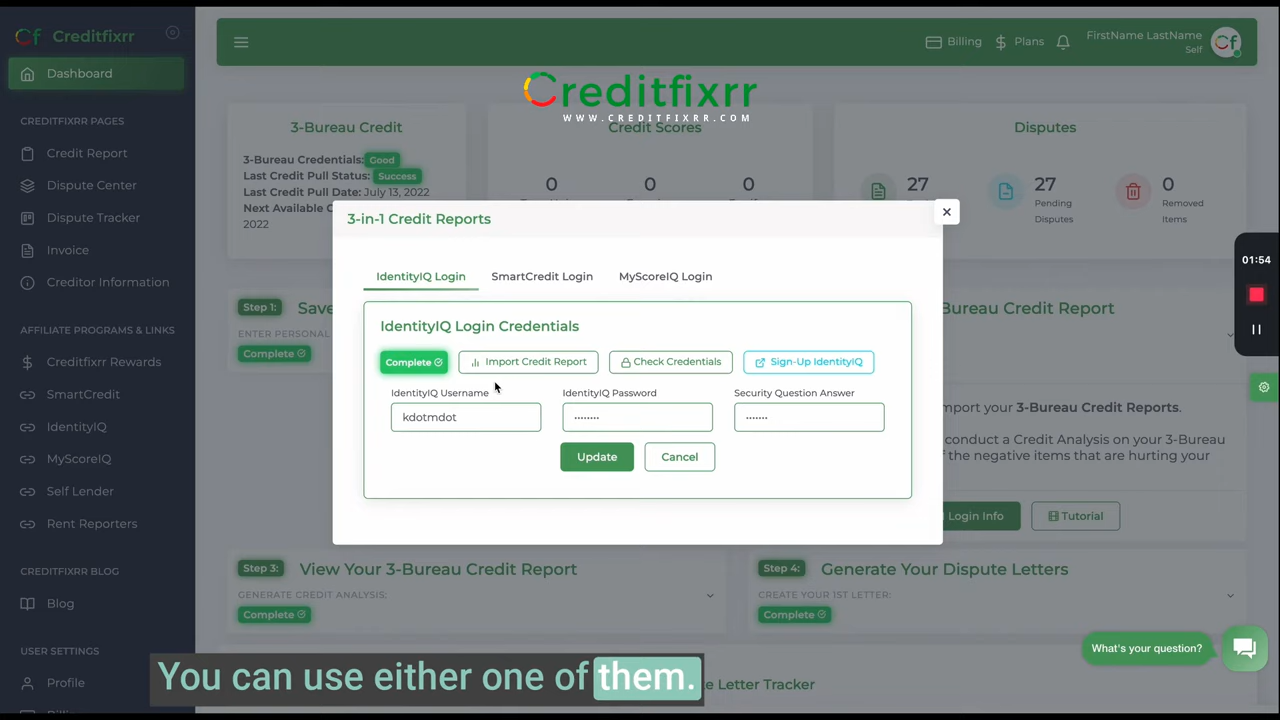 Creditfixrr
Dashboard
CREDITFIXRR PAGES
Credit Report
Dispute Center
Dispute Tracker
Invoice
Creditor Information
AFFILIATE PROGRAMS & LINKS
Creditfixrr Rewards
SmartCredit
IdentityIQ
MyScoreIQ
Self Lender
Rent Reporters
CREDITFIXRR BLOG
Blog
USER SETTINGS
Profile
Billing
Plans
FirstName LastName
Self
Creditfixrr
WWW.CREDITFIXRR.COM
3-Bureau Credit
3-Bureau Credentials: Good
Last Credit Pull Status: Success
Last Credit Pull Date: July 13, 2022
Next Available
2022
Credit Scores
0 0 0
Disputes
27
27
Pending
Disputes
0
Removed
Items
3-in-1 Credit Reports
×
IdentityIQ Login
SmartCredit Login
MyScoreIQ Login
IdentityIQ Login Credentials
Complete
Import Credit Report
Check Credentials
Sign-Up IdentityIQ
IdentityIQ Username
kdotmdot
IdentityIQ Password
········
Security Question Answer
·······
Update
Cancel
01:54
Step 1:
ENTER PERSONAL
Complete
Bureau Credit Report
import your 3-Bureau Reports.
conduct a Credit Analysis on your 3-Bureau
of the negative items that are hurting your
Login Info
Tutorial
Step 3: View Your 3-Bureau Credit Report
GENERATE CREDIT ANALYSIS:
Complete
Step 4: Generate Your Dispute Letters
CREATE YOUR 1ST LETTER:
Complete
What's your question?
Letter Tracker
You can use either one of them.